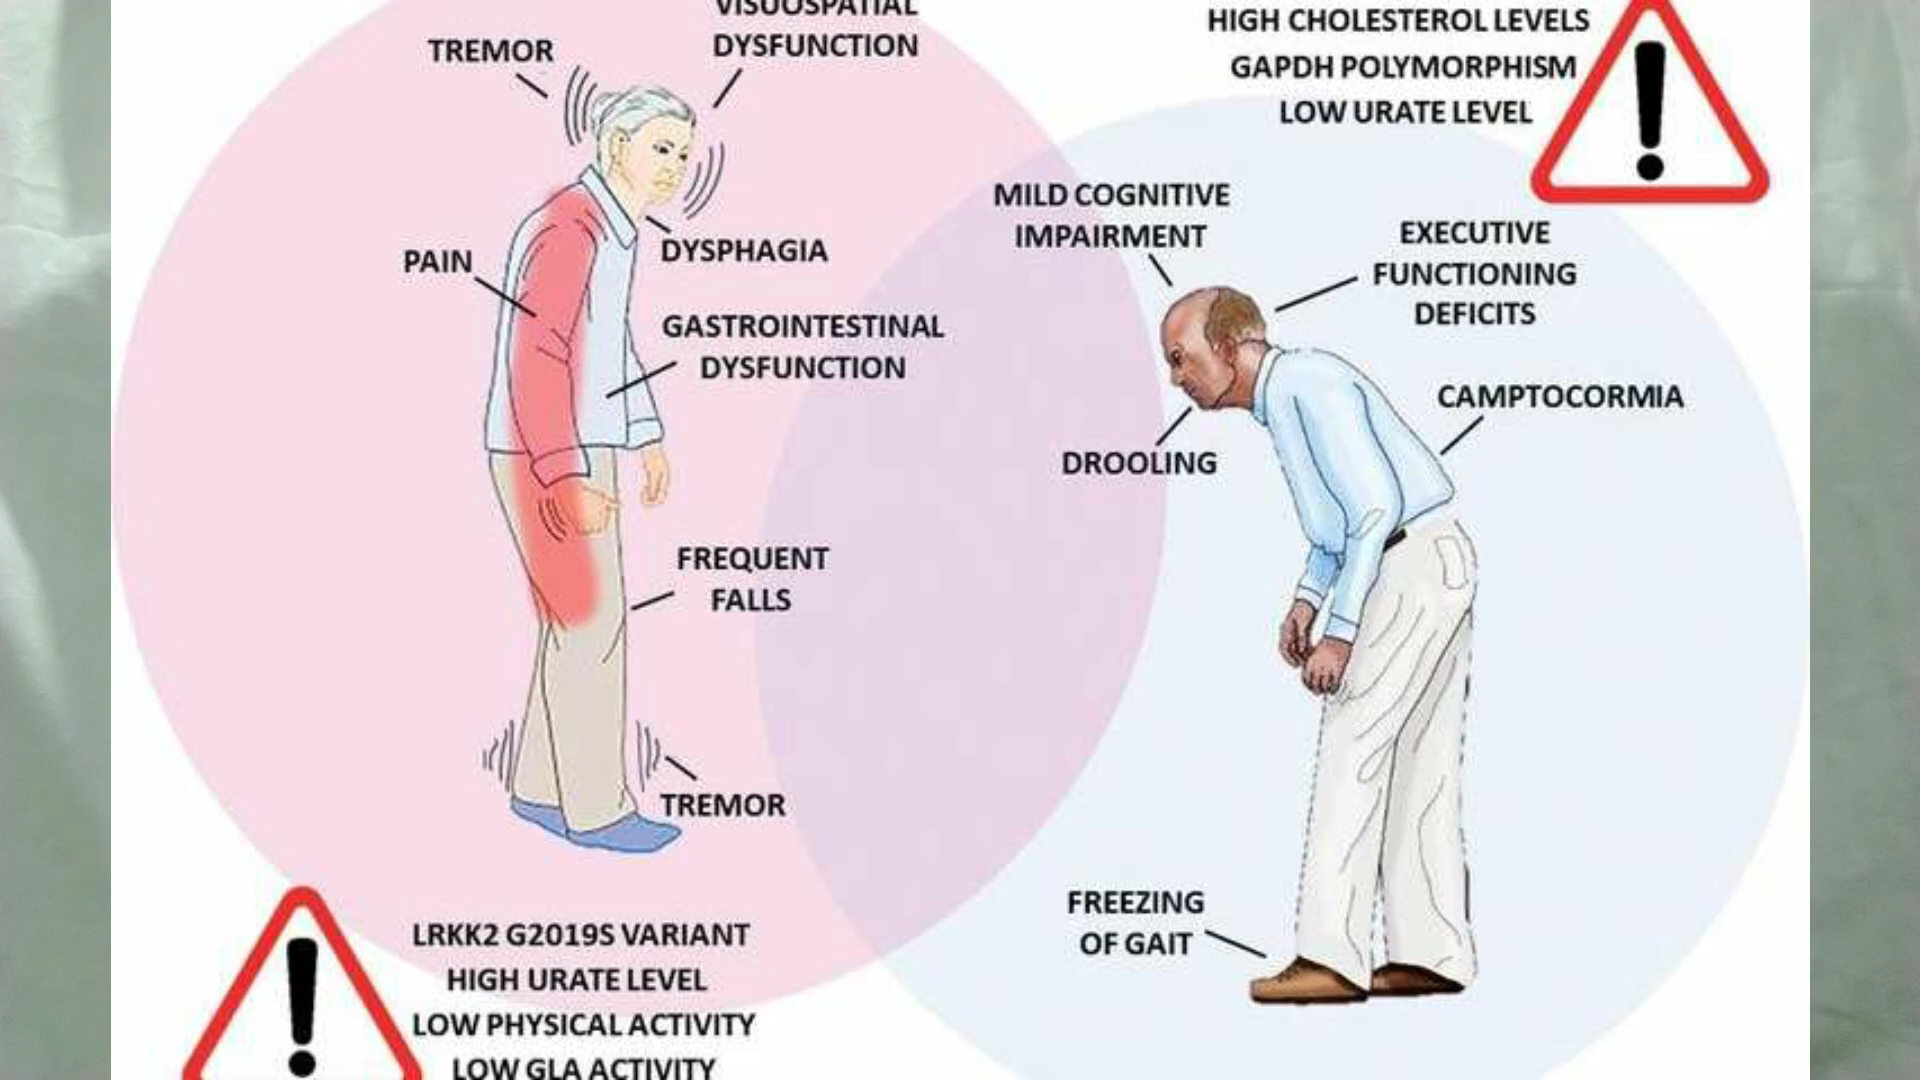 VISUOSPATIAL
DYSFUNCTION
TREMOR
DYSPHAGIA
PAIN
GASTROINTESTINAL
DYSFUNCTION
FREQUENT
FALLS
TREMOR
LRKK2 G2019S VARIANT
HIGH URATE LEVEL
LOW PHYSICAL ACTIVITY
LOW GLA ACTIVITY
HIGH CHOLESTEROL LEVELS
GAPDH POLYMORPHISM
LOW URATE LEVEL
MILD COGNITIVE
IMPAIRMENT
EXECUTIVE
FUNCTIONING
DEFICITS
CAMPTOCORMIA
DROOLING
FREEZING
OF GAIT